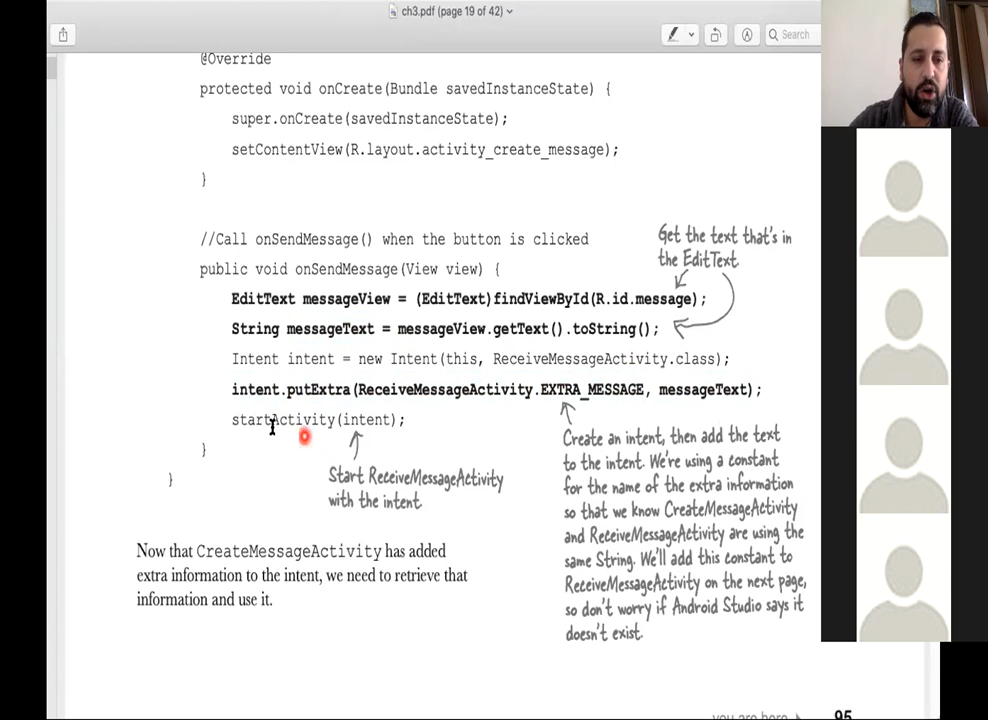 ch3.pdf (page 19 of 42)
Search
@Override
protected void onCreate(Bundle savedInstanceState) {
super.onCreate(savedInstanceState);
setContentView(R.layout.activity_create_message);
}
//Call onSendMessage() when the button is clicked
public void onSendMessage(View view) {
EditText messageView = (EditText)findViewById(R.id.message);
String messageText = messageView.getText().toString();
Intent intent = new Intent(this, ReceiveMessageActivity.class);
intent.putExtra(ReceiveMessageActivity.EXTRA_MESSAGE, messageText);
startActivity(intent);
}
}
Get the text that's in
the EditText
Start ReceiveMessageActivity
with the intent.
Create an intent, then add the text
to the intent. We're using a constant
for the name of the extra information
so that we know CreateMessageActivity
and ReceiveMessageActivity are using the
same String. We'll add this constant to
ReceiveMessageActivity on the next page,
so don't worry if Android Studio says it
doesn't exist.
Now that CreateMessageActivity has added
extra information to the intent, we need to retrieve that
information and use it.
you are here 95